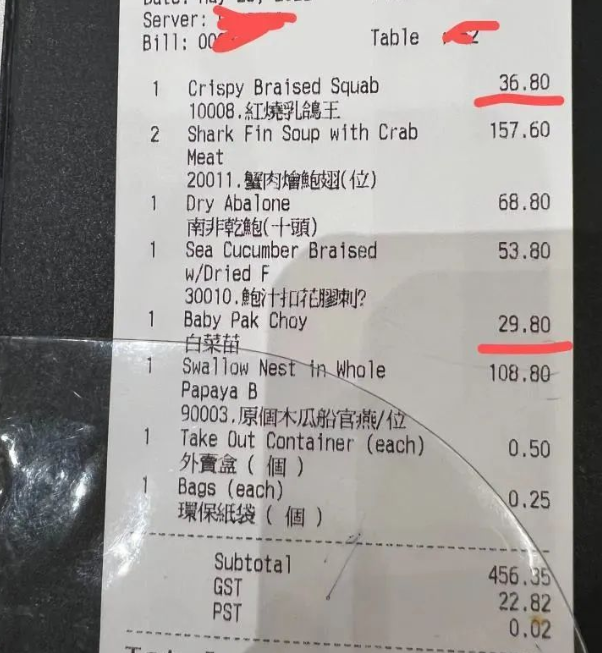 Server:
Bill: 00
Table 2
1 Crispy Braised Squab 36.80
10008.紅燒乳鴿王
2 Shark Fin Soup with Crab 157.60
Meat
20011.蟹肉燴鮑翅(位)
1 Dry Abalone 68.80
南非乾鮑(十頭)
1 Sea Cucumber Braised 53.80
w/Dried F
30010.鮑汁扣花膠刺?
1 Baby Pak Choy 29.80
白菜苗
1 Swallow Nest in Whole 108.80
Papaya B
90003.原個木瓜船官燕/位
1 Take Out Container (each) 0.50
外賣盒 ( 個 )
1 Bags (each) 0.25
環保紙袋 ( 個 )
Subtotal 456.35
GST 22.82
PST 0.02